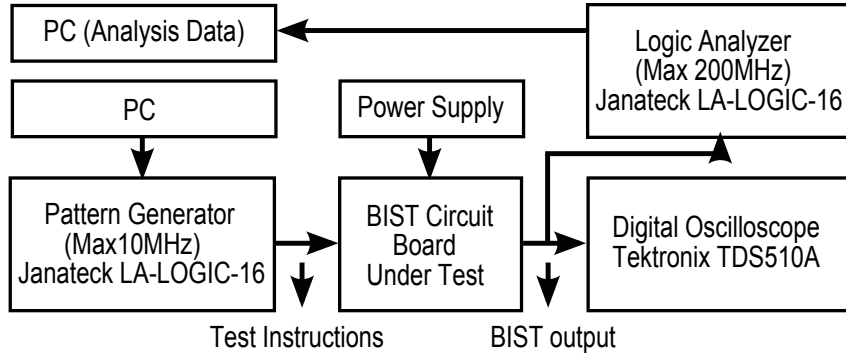 PC (Analysis Data)
Logic Analyzer
(Max 200MHz)
Janateck LA-LOGIC-16
PC
Power Supply
Pattern Generator
(Max10MHz)
Janateck LA-LOGIC-16
BIST Circuit
Board
Under Test
Digital Oscilloscope
Tektronix TDS510A
Test Instructions
BIST output